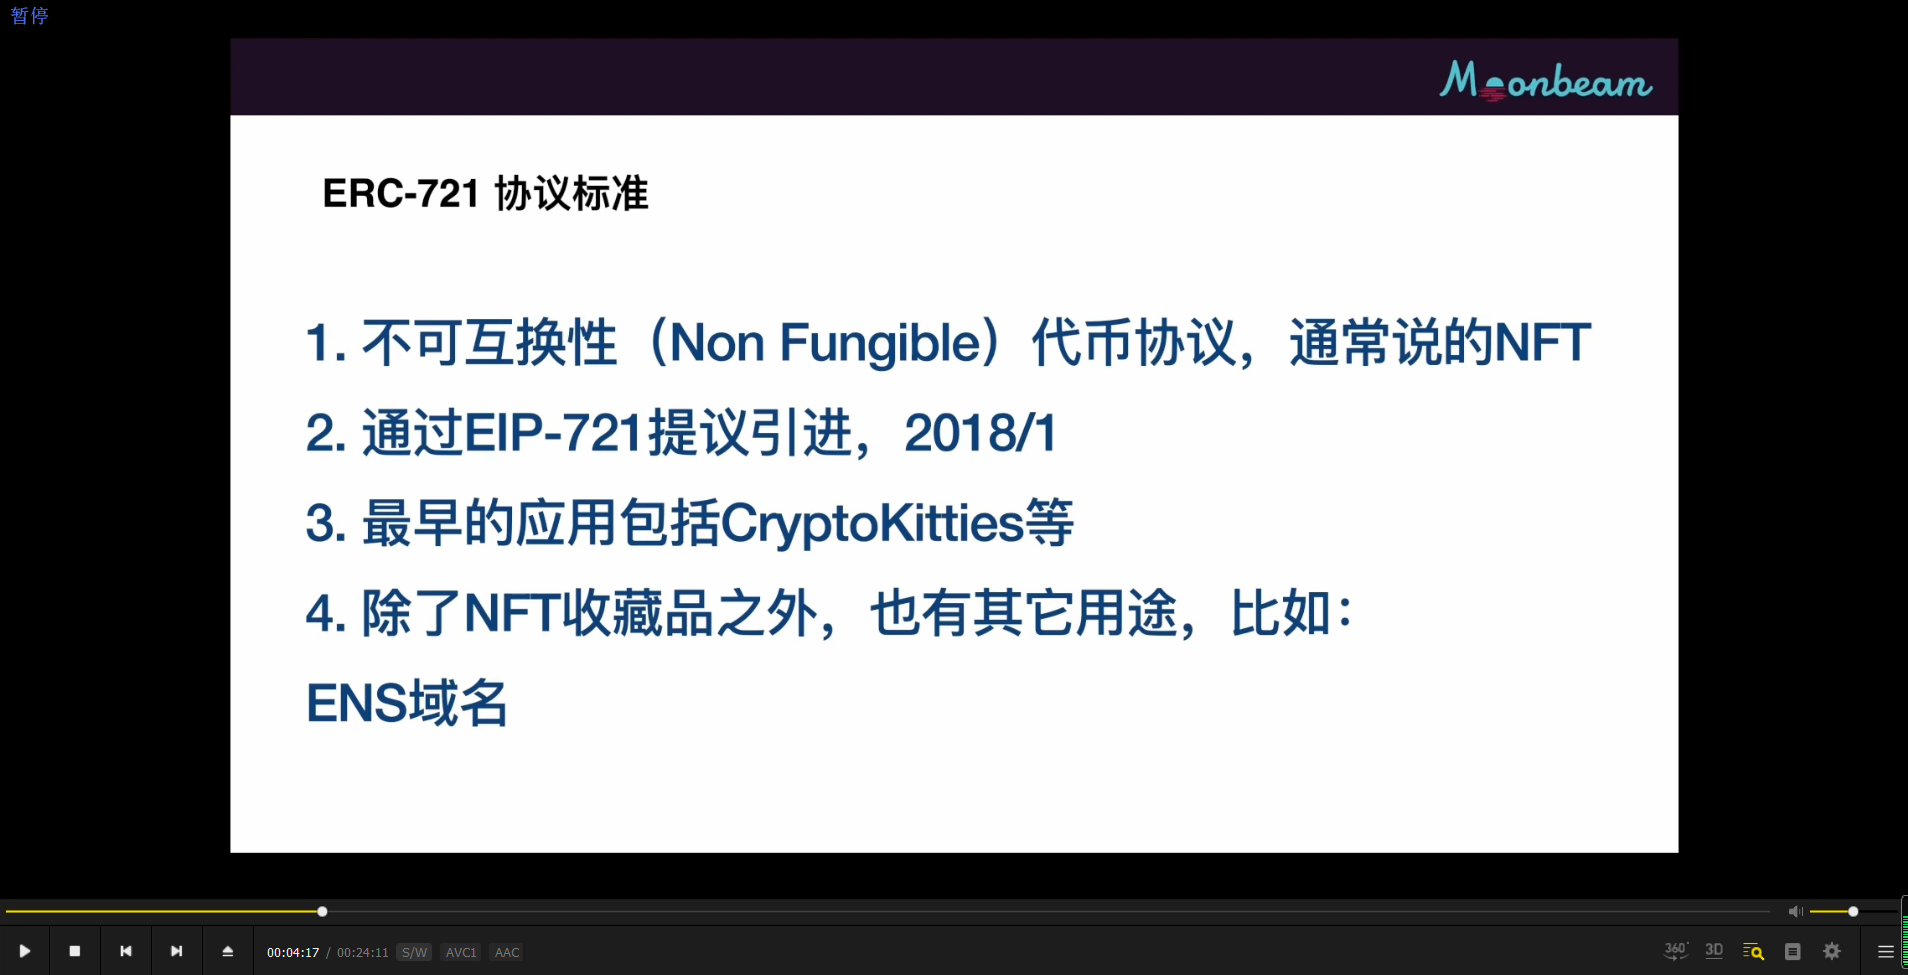 暂停
Moonbeam
ERC-721 协议标准
1. 不可互换性（Non Fungible）代币协议，通常说的NFT
2. 通过EIP-721提议引进，2018/1
3. 最早的应用包括CryptoKitties等
4. 除了NFT收藏品之外，也有其它用途，比如：
ENS域名
00:04:17 / 00:24:11 S/W AVC1 AAC
360° 3D